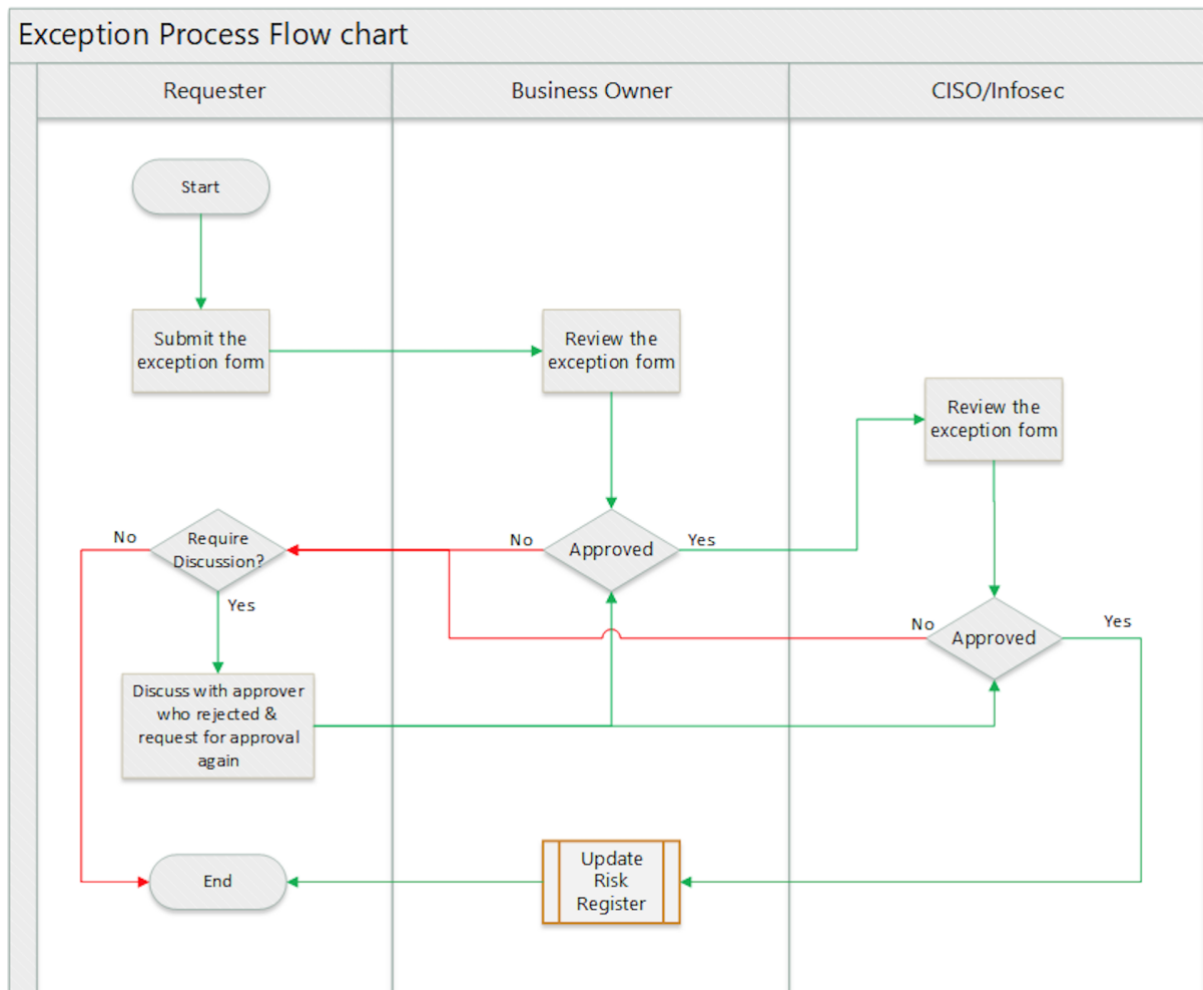 Exception Process Flow chart
Requester
Business Owner
CISO/Infosec
Start
Submit the
exception form
Review the
exception form
Review the
exception form
No
Require
Discussion?
Yes
No
Approved
Yes
No
Approved
Yes
Discuss with approver
who rejected &
request for approval
again
End
Update
Risk
Register